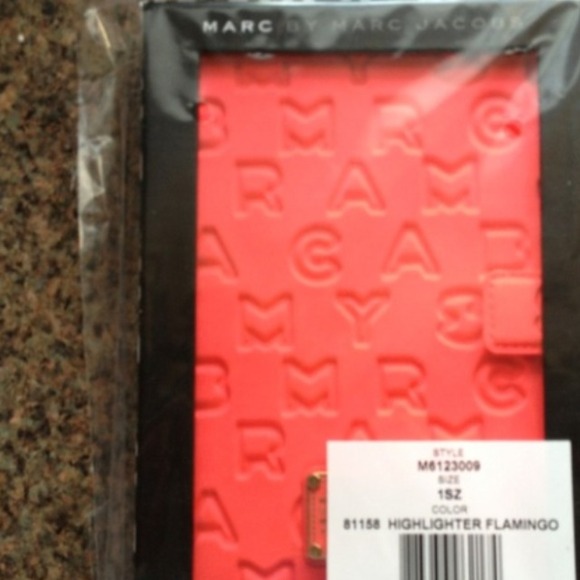 MARC BY MARC JACOBS
M Y
B M R C
R A M
A C A B
M Y S
B M R C
R A M
A
M
STYLE
M6123009
SIZE
1SZ
COLOR
81158 HIGHLIGHTER FLAMINGO